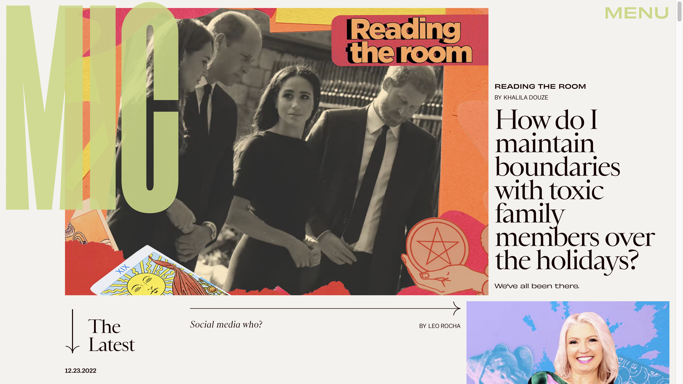 MIC
MENU
Reading
the room
READING THE ROOM
BY KHALILA DOUZE
How do I
maintain
boundaries
with toxic
family
members over
the holidays?
We've all been there.
XIX
The
Latest
Social media who?
BY LEO ROCHA
12.23.2022